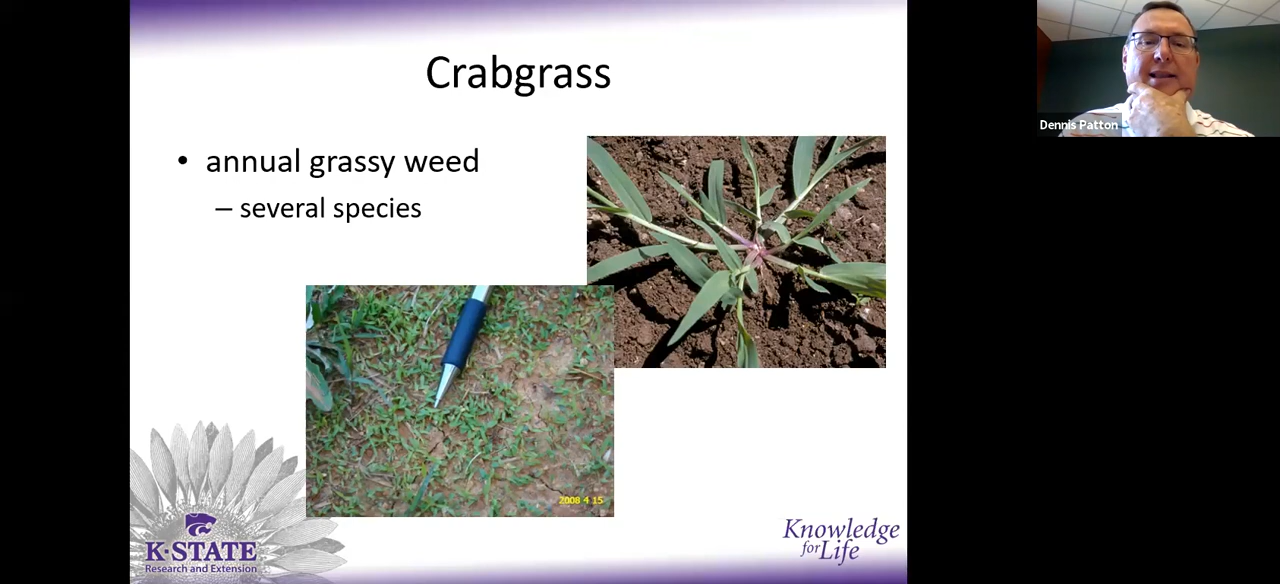 Crabgrass
• annual grassy weed
– several species
2008 4 15
K-STATE
Research and Extension
Knowledge
for Life
Dennis Patton